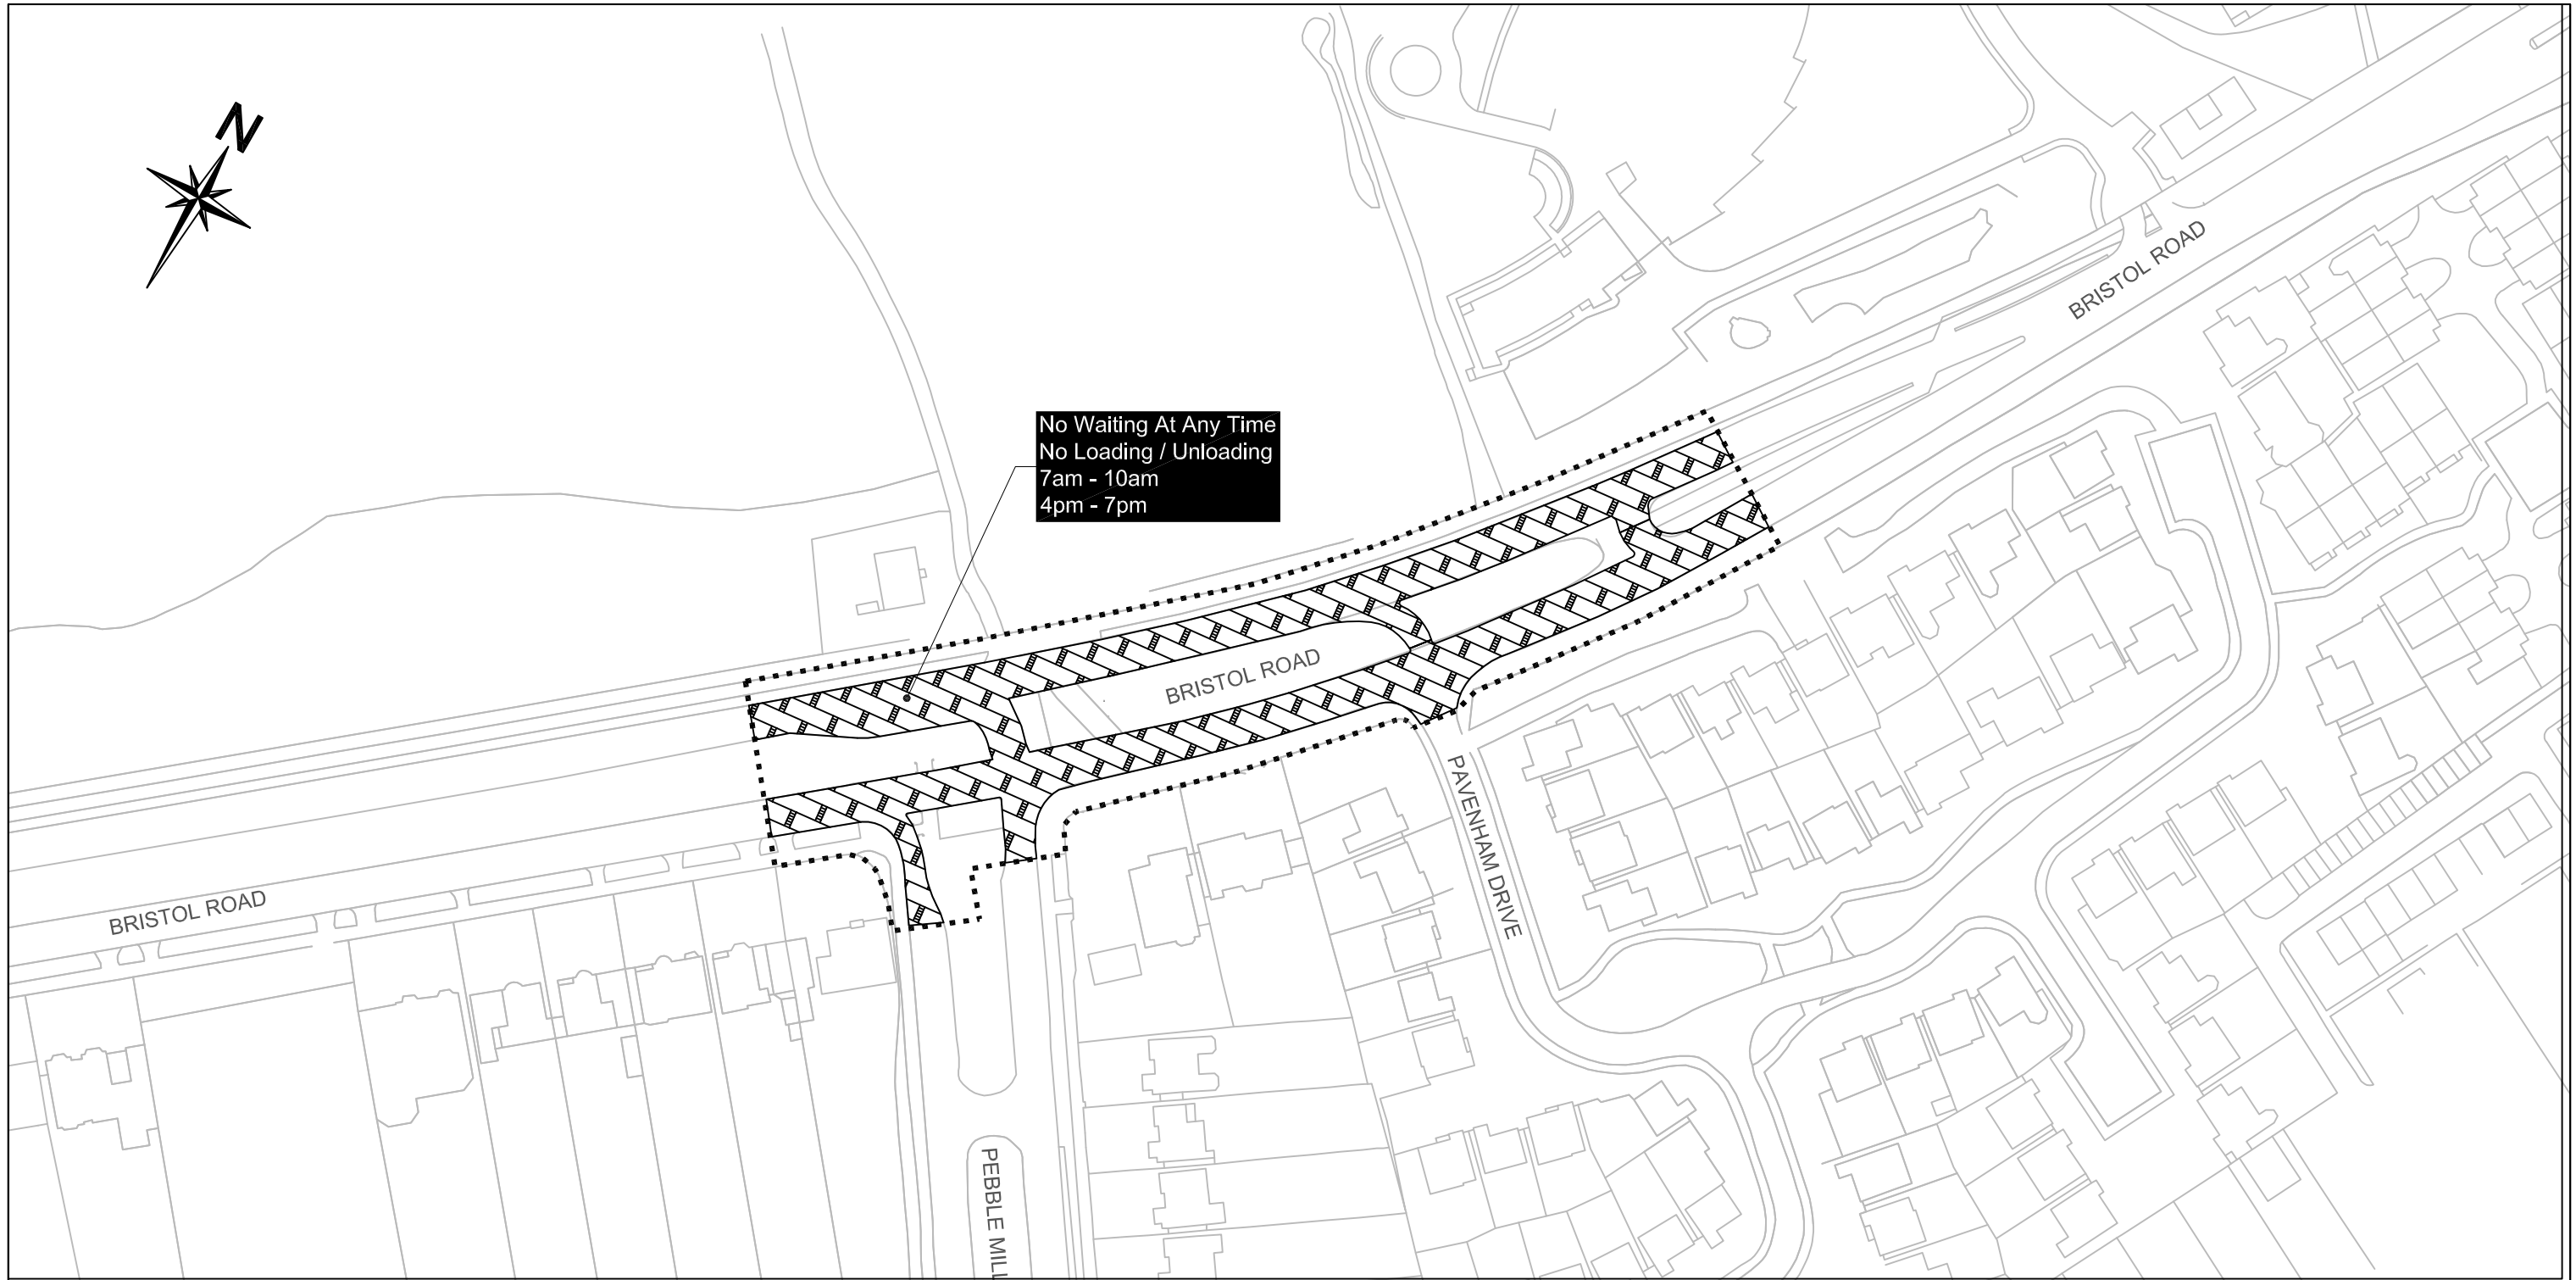 N
BRISTOL ROAD
No Waiting At Any Time
No Loading / Unloading
7am - 10am
4pm - 7pm
BRISTOL ROAD
PAVENHAM DRIVE
BRISTOL ROAD
PEBBLE MILL